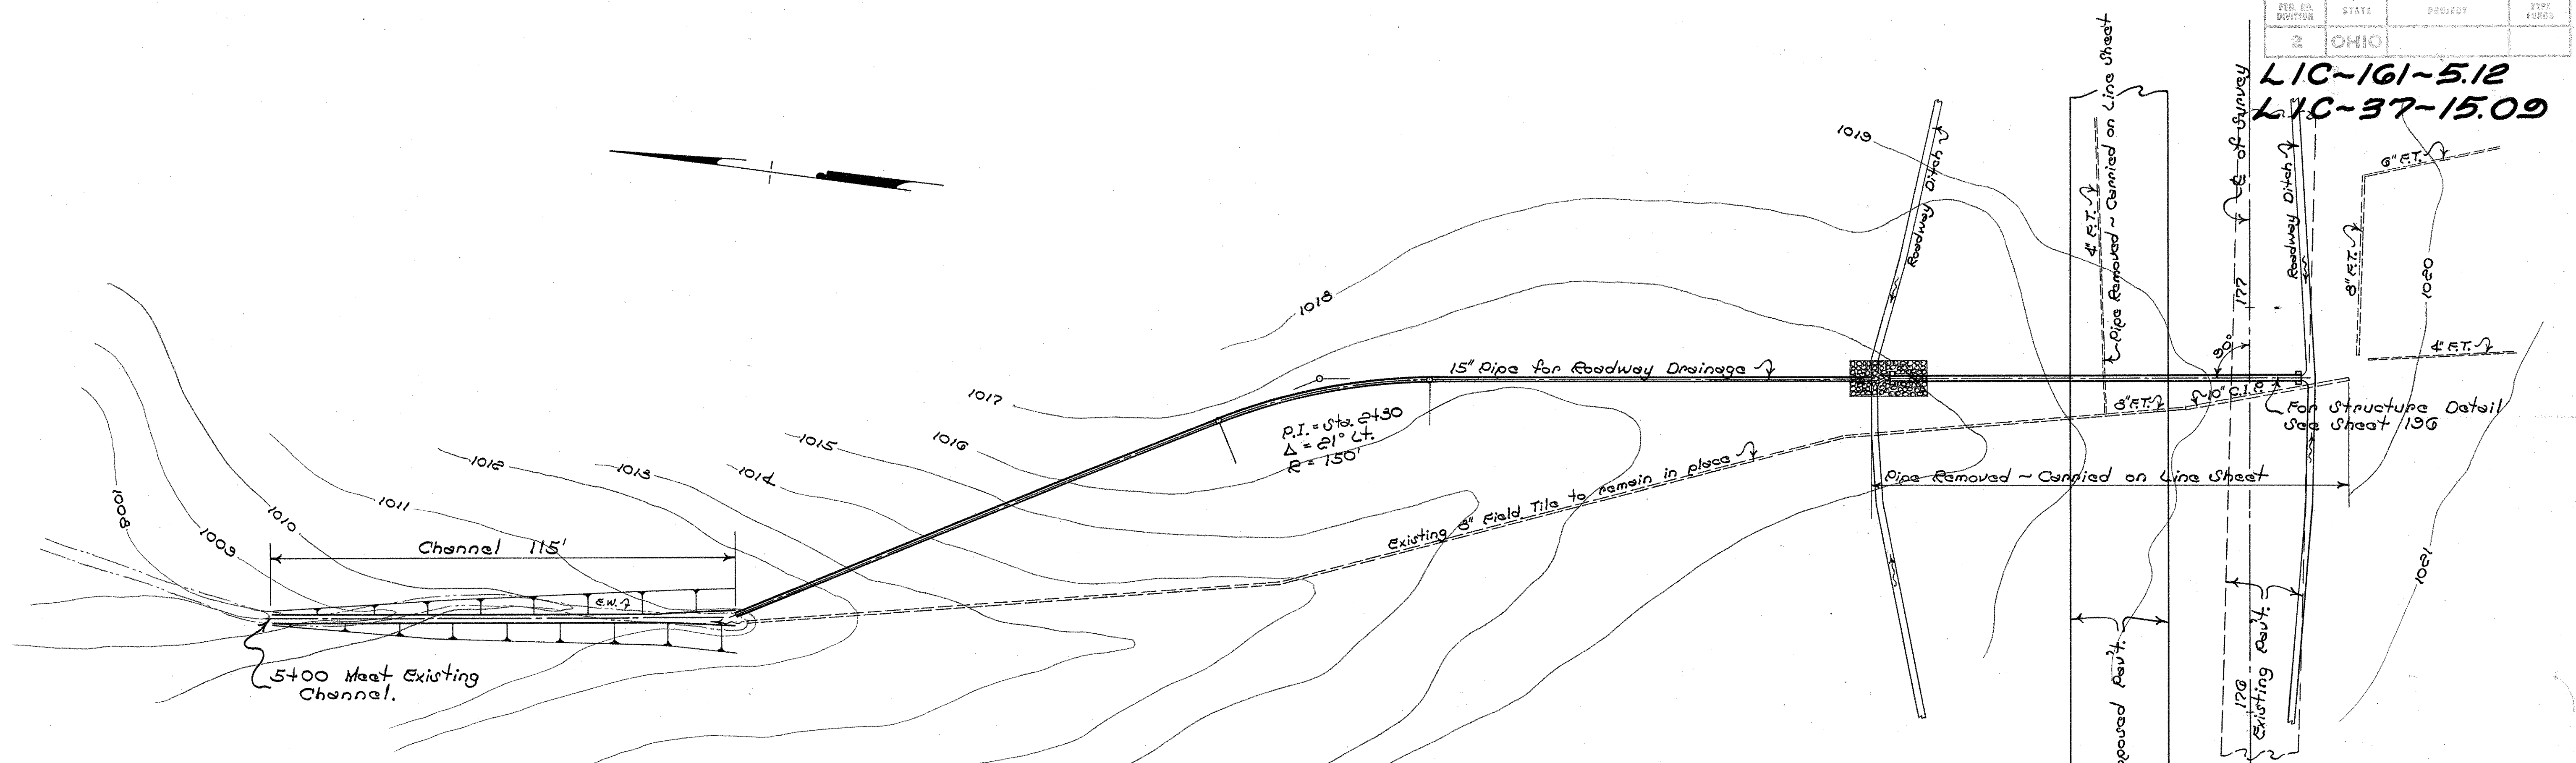 FED. RD. DIVISION STATE PROJECT TYPE FUNDS
2 OHIO
LIC~161~5.12
LIC~37~15.09
1019
Roadway Ditch
4" F.T.
Pipe Removed ~ Carried on Line Sheet
℄ of Survey
177
Roadway Ditch
6" F.T.
8" F.T.
1020
4" F.T.
90°
1018
15" Pipe for Roadway Drainage
8" F.T.
10" C.I.P.
For Structure Detail
See Sheet 196
1017
P.I. = Sta. 2+30
Δ = 21° Lt.
R = 150'
1016
1015
1014
1013
1012
1011
1010
1009
1008
Existing 8" Field Tile to remain in place
Pipe Removed ~ Carried on Line Sheet
Channel 115'
E.W.
5+00 Meet Existing
Channel.
1021
Pav't.
176
Existing Pav't.